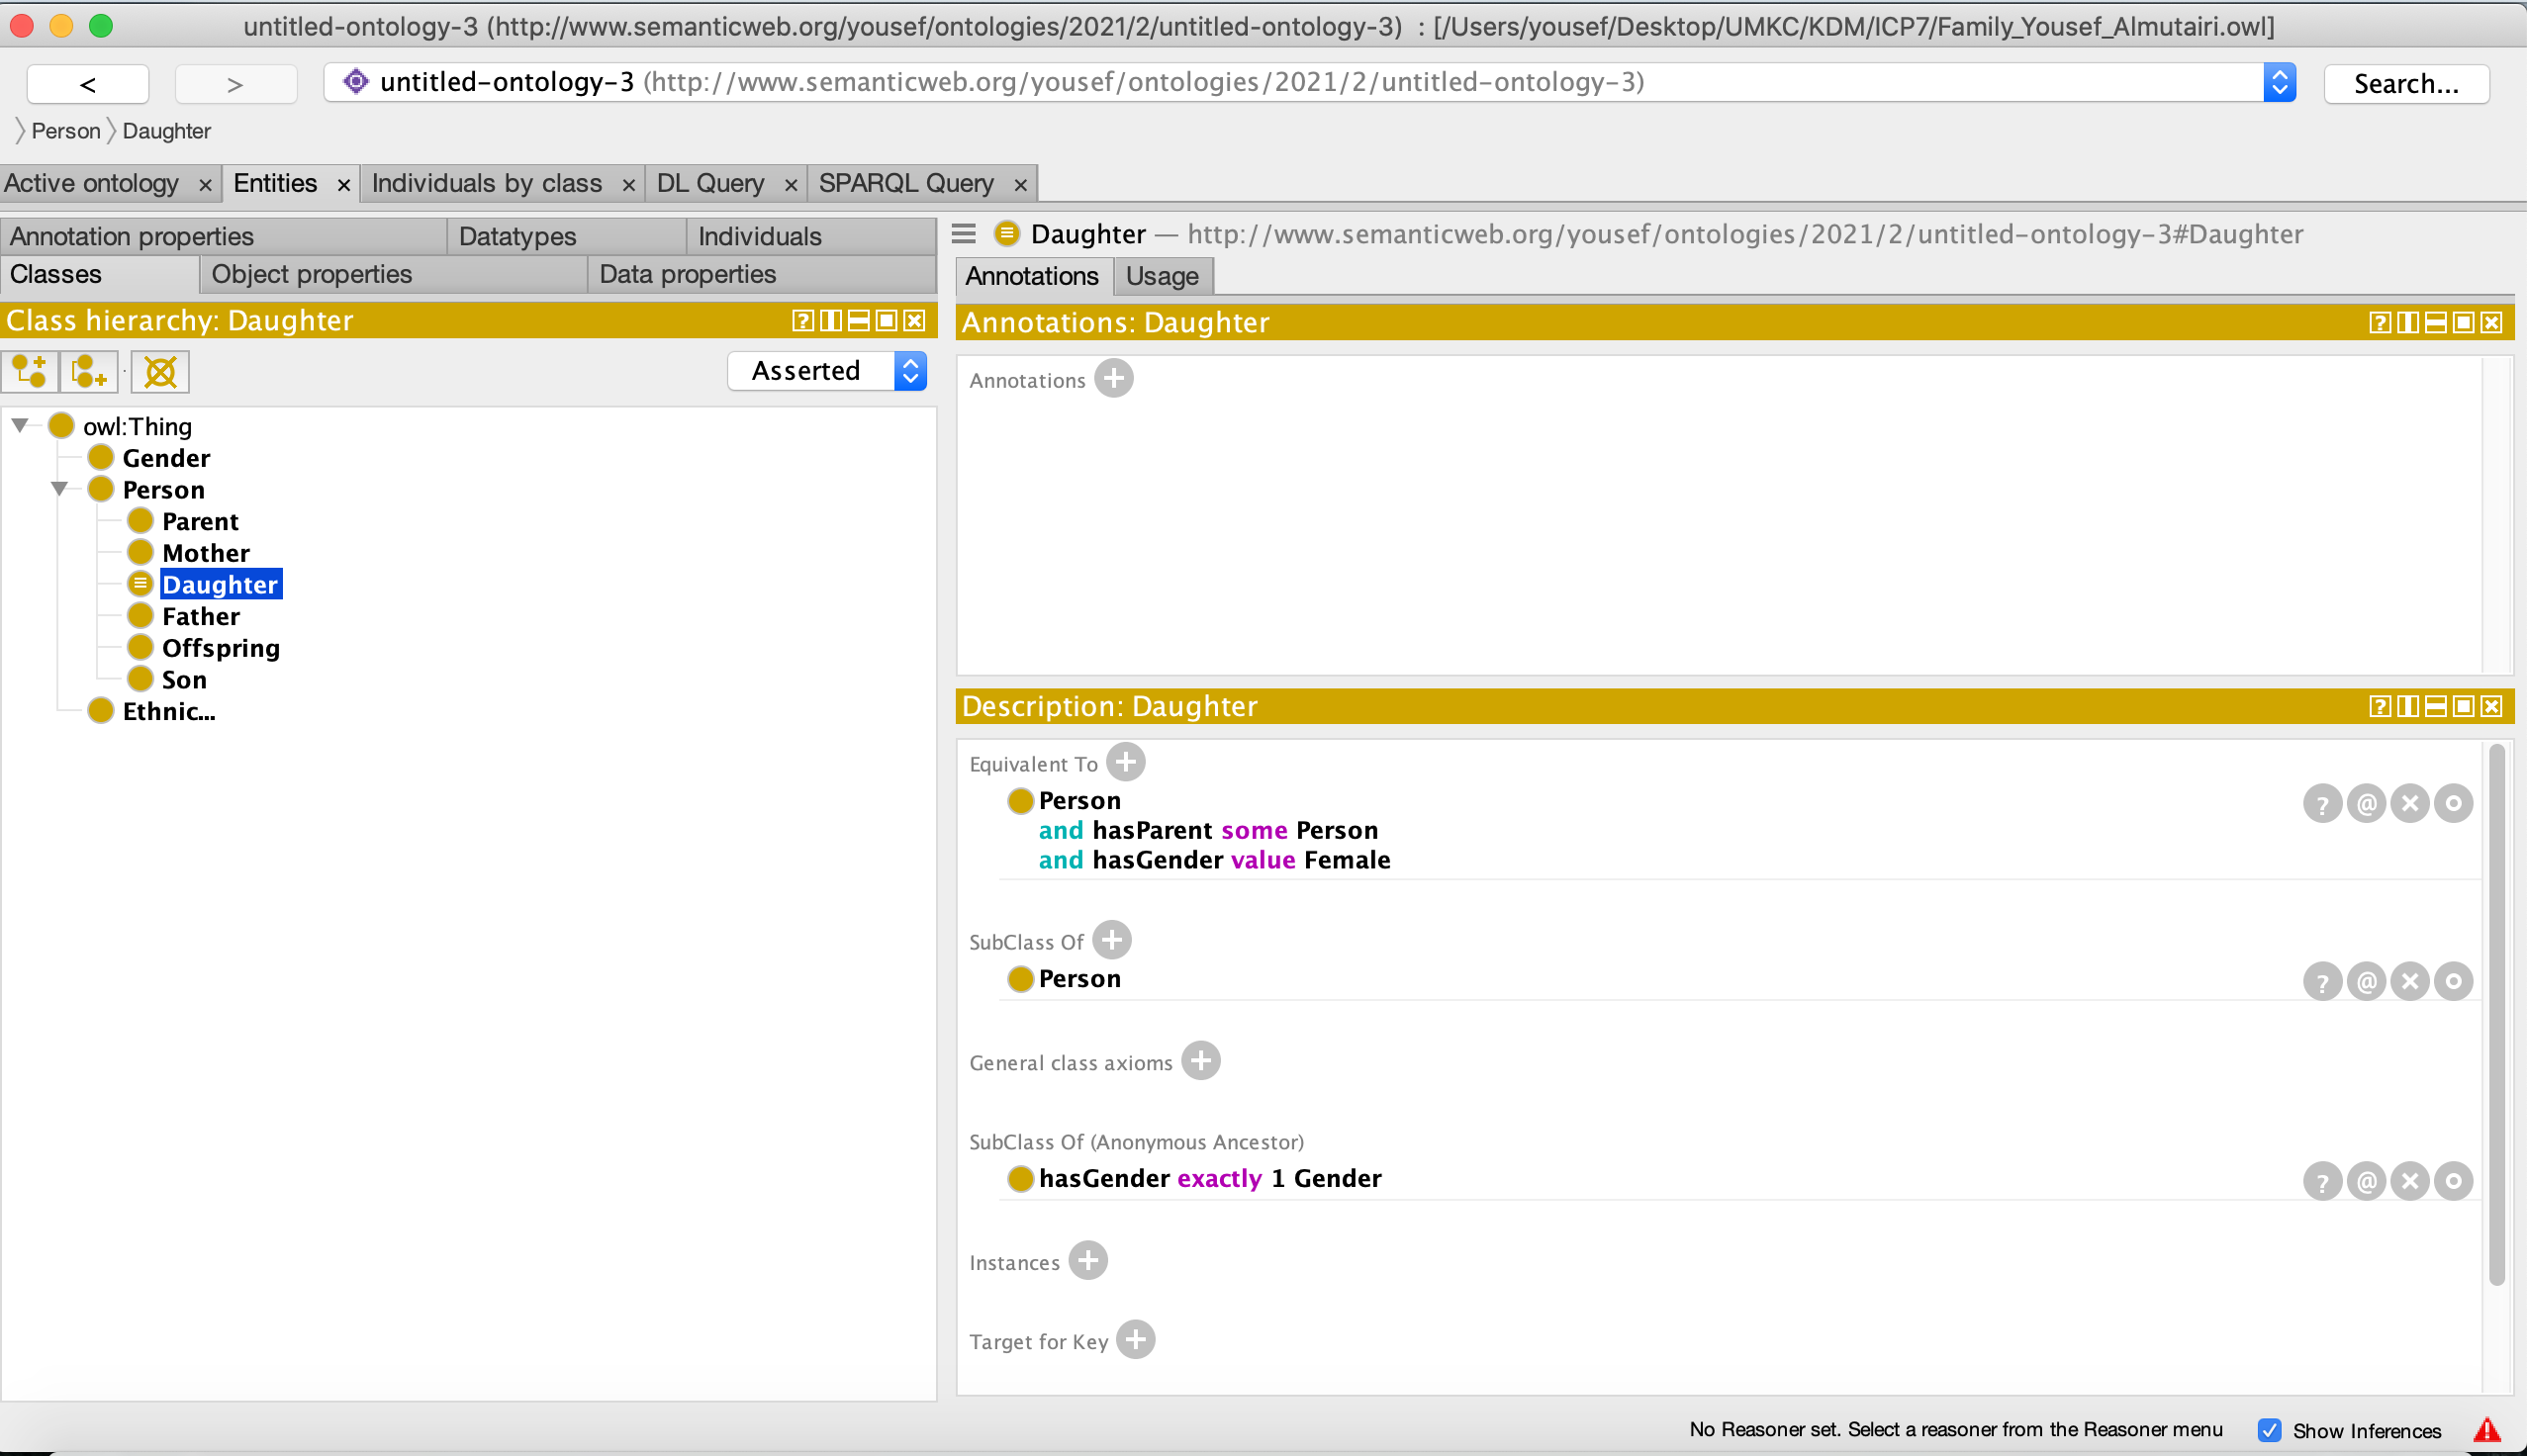 untitled-ontology-3 (http://www.semanticweb.org/yousef/ontologies/2021/2/untitled-ontology-3)  : [/Users/yousef/Desktop/UMKC/KDM/ICP7/Family_Yousef_Almutairi.owl]
< > untitled-ontology-3 (http://www.semanticweb.org/yousef/ontologies/2021/2/untitled-ontology-3) Search...
Person Daughter
Active ontology × Entities × Individuals by class × DL Query × SPARQL Query ×
Annotation properties Datatypes Individuals
Classes Object properties Data properties
Class hierarchy: Daughter
Asserted
owl:Thing
Gender
Person
Parent
Mother
Daughter
Father
Offspring
Son
Ethnic...
Daughter — http://www.semanticweb.org/yousef/ontologies/2021/2/untitled-ontology-3#Daughter
Annotations Usage
Annotations: Daughter
Annotations
Description: Daughter
Equivalent To
Person
and hasParent some Person
and hasGender value Female
SubClass Of
Person
General class axioms
SubClass Of (Anonymous Ancestor)
hasGender exactly 1 Gender
Instances
Target for Key
No Reasoner set. Select a reasoner from the Reasoner menu Show Inferences